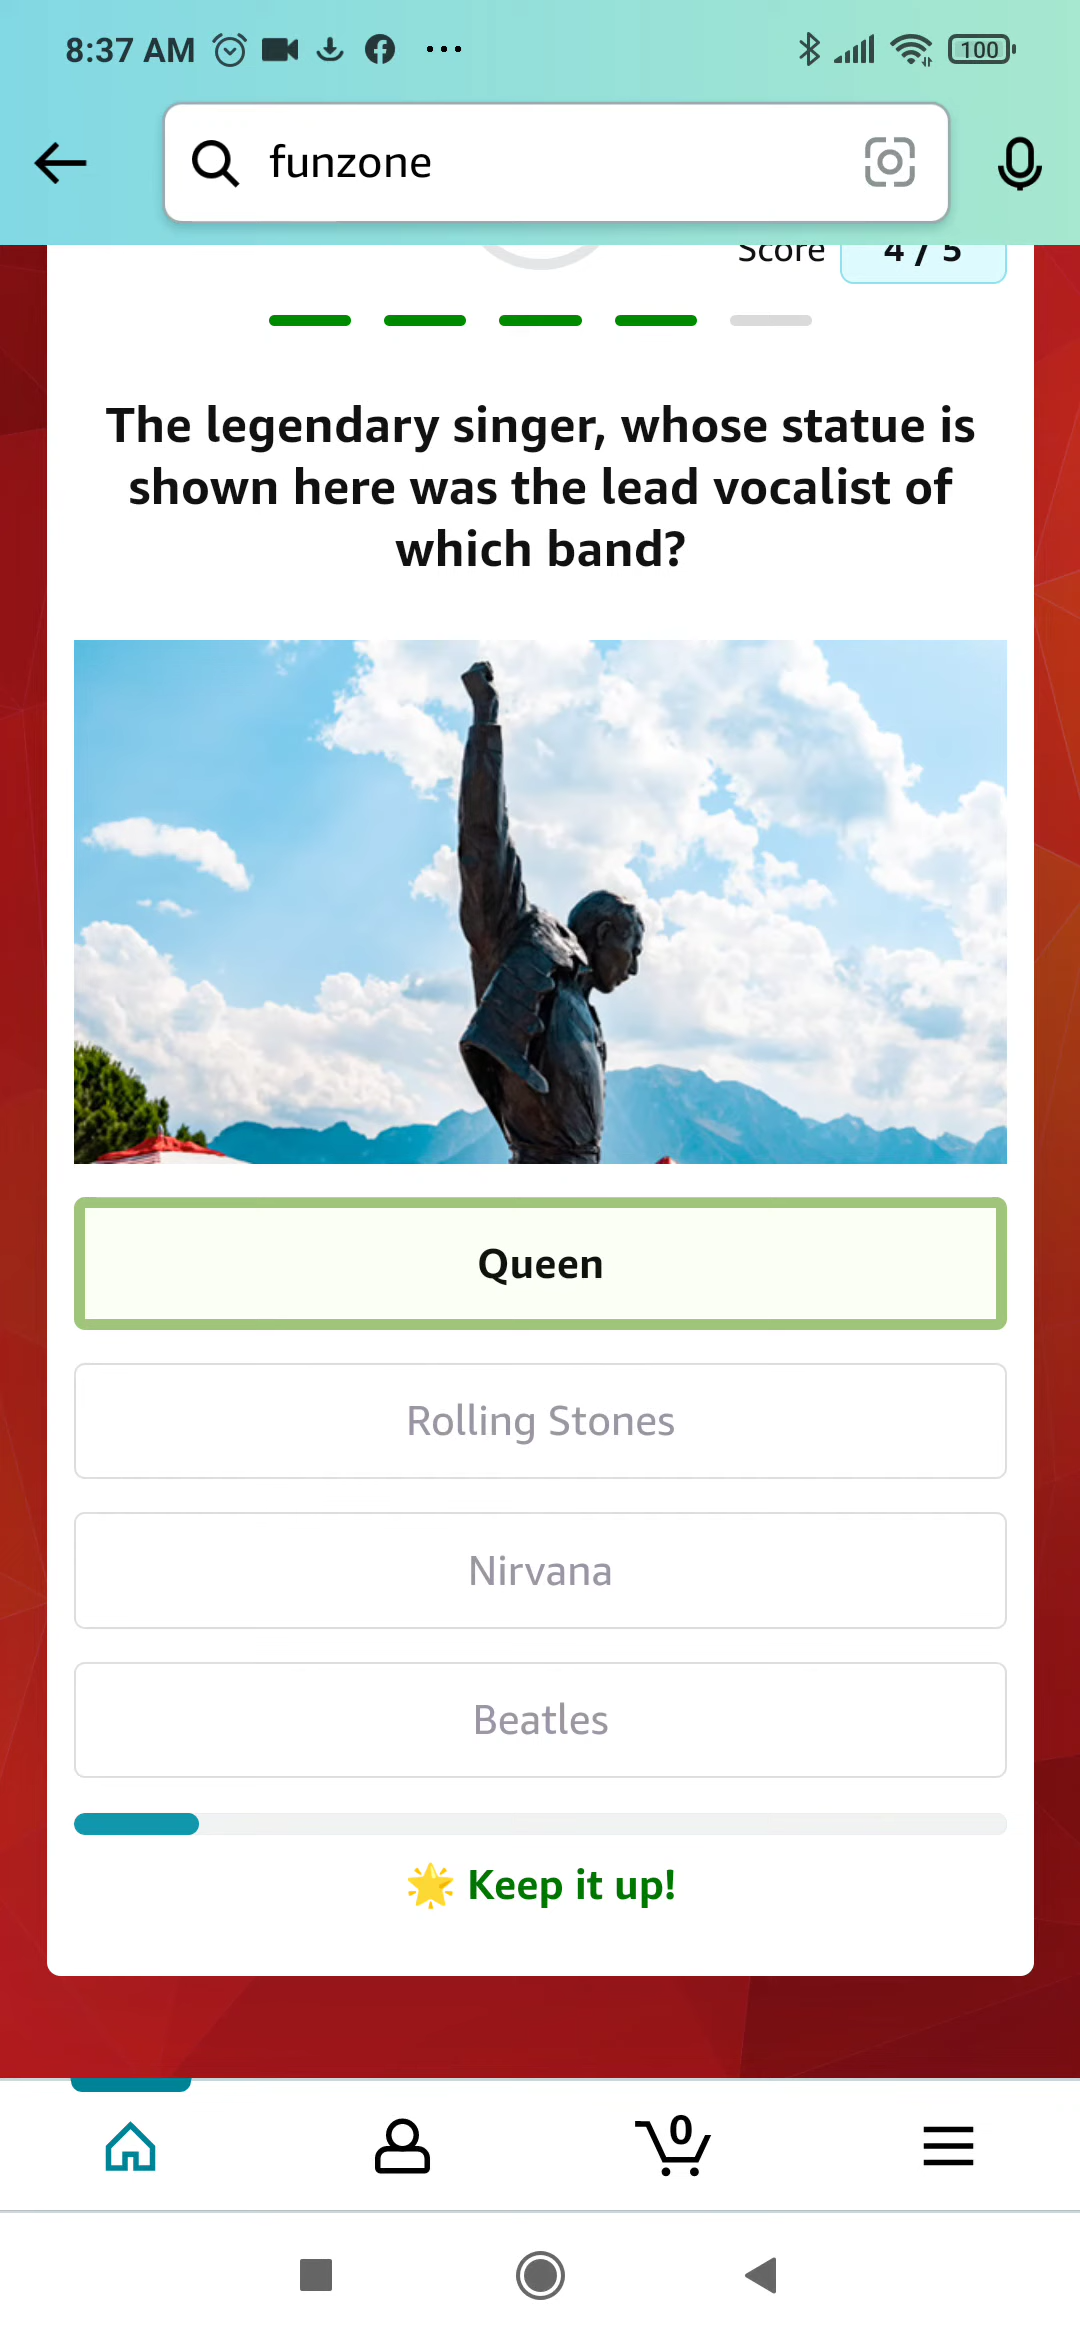 8:37 AM
100
funzone
Score 4 / 5
The legendary singer, whose statue is
shown here was the lead vocalist of
which band?
Queen
Rolling Stones
Nirvana
Beatles
🌟 Keep it up!
0